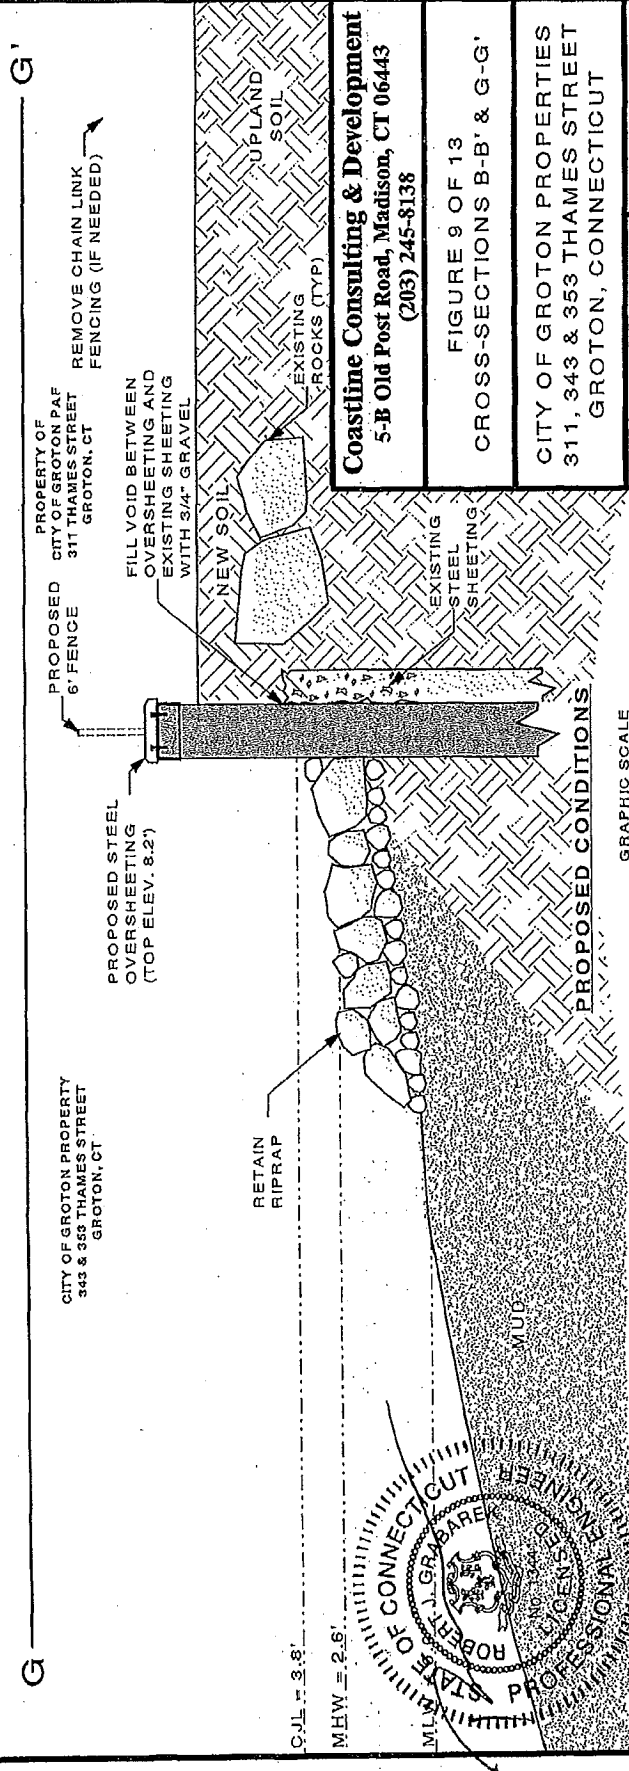 G
G'
CITY OF GROTON PROPERTY
343 & 353 THAMES STREET
GROTON, CT
PROPOSED
6' FENCE
PROPERTY OF
CITY OF GROTON PAF
311 THAMES STREET
GROTON, CT
REMOVE CHAIN LINK
FENCING (IF NEEDED)
PROPOSED STEEL
OVERSHEETING
(TOP ELEV. 8.2')
FILL VOID BETWEEN
OVERSHEETING AND
EXISTING SHEETING
WITH 3/4" GRAVEL
NEW SOIL
UPLAND
SOIL
RETAIN
RIPRAP
EXISTING
ROCKS (TYP)
CJL = 3.8'
MHW = 2.6'
EXISTING
STEEL
SHEETING
MUD
STATE OF CONNECTICUT
ROBERT J. GRABAREK
LICENSED
PROFESSIONAL ENGINEER
PROPOSED CONDITIONS
GRAPHIC SCALE
Coastline Consulting & Development
5-B Old Post Road, Madison, CT 06443
(203) 245-8138
FIGURE 9 OF 13
CROSS-SECTIONS B-B' & G-G'
CITY OF GROTON PROPERTIES
311, 343 & 353 THAMES STREET
GROTON, CONNECTICUT